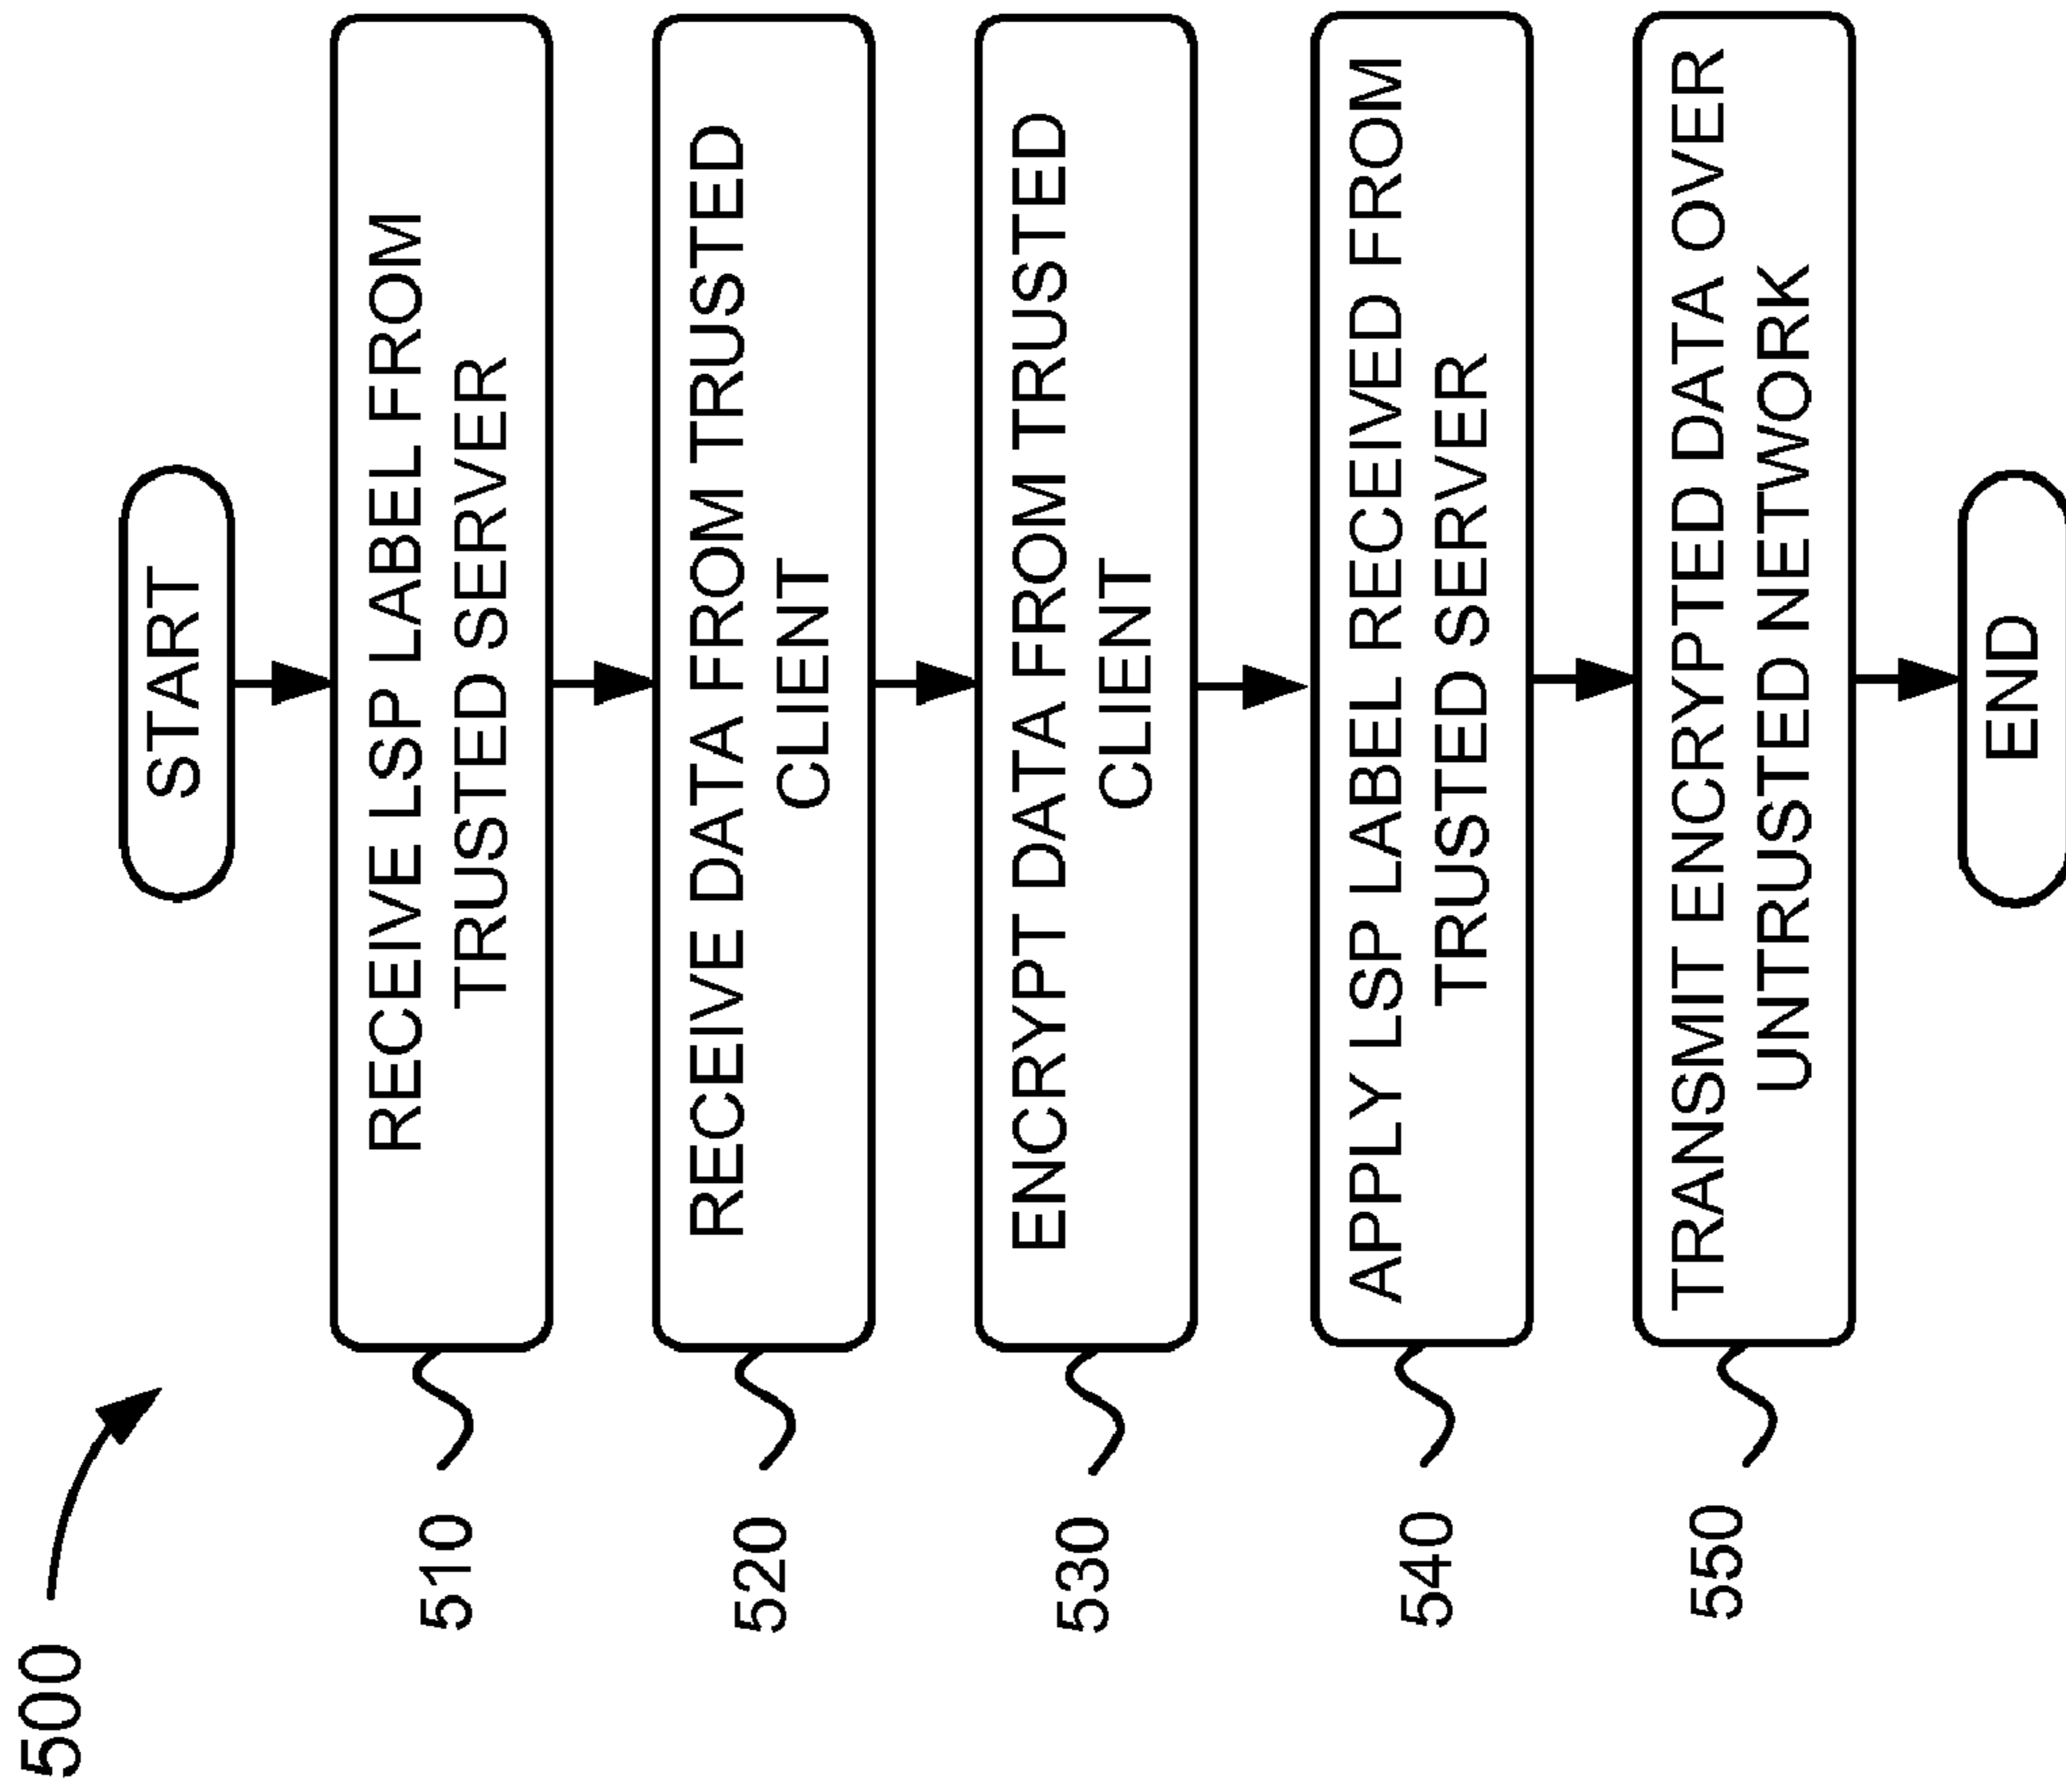 500
START
510
RECEIVE LSP LABEL FROM
TRUSTED SERVER
520
RECEIVE DATA FROM TRUSTED
CLIENT
530
ENCRYPT DATA FROM TRUSTED
CLIENT
540
APPLY LSP LABEL RECEIVED FROM
TRUSTED SERVER
550
TRANSMIT ENCRYPTED DATA OVER
UNTRUSTED NETWORK
END